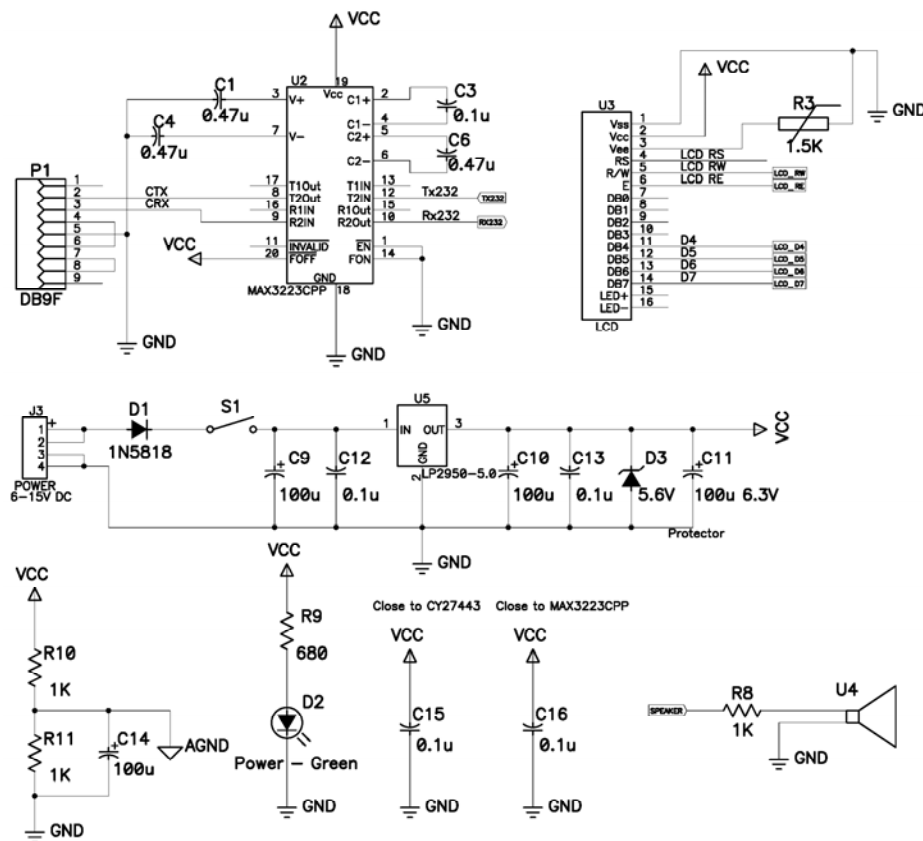 VCC
U2
19
Vcc
C1
0.47u
3
V+
C1+
2
C3
0.1u
C1-
4
C4
0.47u
7
V-
C2+
5
C6
0.47u
C2-
6
P1
1
2
3
4
5
6
7
8
9
DB9F
CTX
CRX
17
T1Out
T1IN
13
8
T2Out
T2IN
12
Tx232
TX232
16
R1IN
R1Out
15
9
R2IN
R2Out
10
Rx232
RX232
VCC
11
INVALID
EN
1
20
FOFF
FON
14
GND
MAX3223CPP
18
GND
GND
GND
VCC
R3
1.5K
GND
U3
Vss
1
Vcc
2
Vee
3
RS
4
LCD RS
R/W
5
LCD RW
LCD_RW
E
6
LCD RE
LCD_RE
DB0
7
DB1
8
DB2
9
DB3
10
DB4
11
D4
LCD_D4
DB5
12
D5
LCD_D5
DB6
13
D6
LCD_D6
DB7
14
D7
LCD_D7
LED+
15
LED-
16
LCD
J3
+
1
2
3
4
POWER
6-15V DC
D1
1N5818
S1
U5
1
IN
OUT
3
GND
2
LP2950-5.0
VCC
+
C9
100u
C12
0.1u
+
C10
100u
C13
0.1u
D3
5.6V
+
C11
100u 6.3V
Protector
GND
VCC
R10
1K
R11
1K
+
C14
100u
AGND
GND
VCC
R9
680
D2
Power - Green
GND
Close to CY27443
VCC
C15
0.1u
GND
Close to MAX3223CPP
VCC
C16
0.1u
GND
SPEAKER
R8
1K
U4
GND